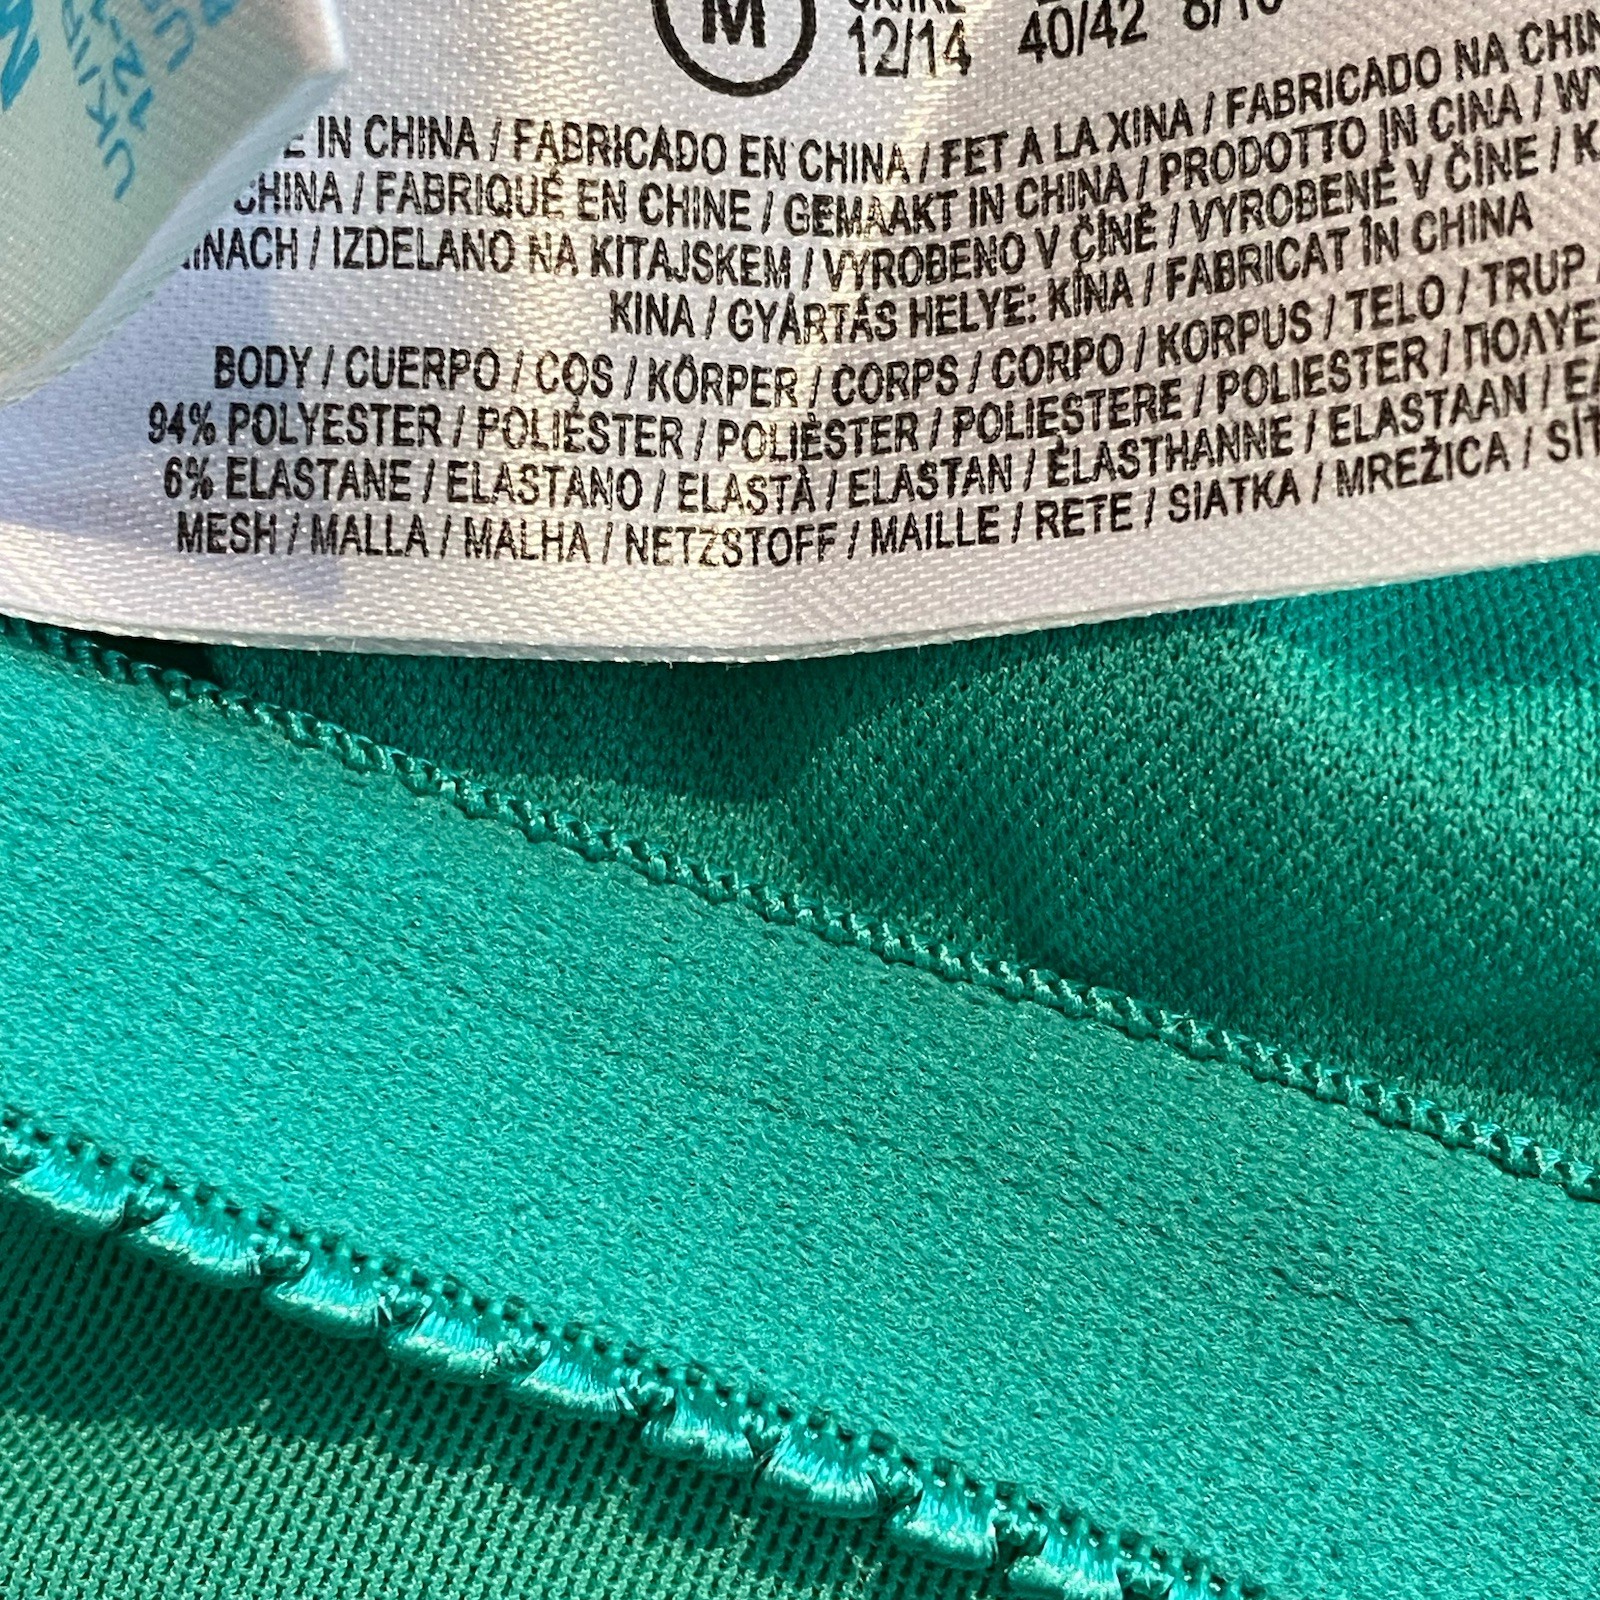 M
12/14 40/42 8/10
IN CHINA / FABRICADO EN CHINA / FET A LA XINA / FABRICADO NA
CHINA / FABRIQUÉ EN CHINE / GEMAAKT IN CHINA / PRODOTTO IN CINA /
/ IZDELANO NA KITAJSKEM / VYROBENO V ČÍNĚ / VYROBENÉ V ČÍNE /
KINA / GYÁRTÁS HELYE: KÍNA / FABRICAT ÎN CHINA
BODY / CUERPO / COS / KÖRPER / CORPS / CORPO / KORPUS / TELO / TRUP
94% POLYESTER / POLIÉSTER / POLIÈSTER / POLIESTERE / POLIESTER /
6% ELASTANE / ELASTANO / ELASTÀ / ELASTAN / ÉLASTHANNE / ELASTAAN /
MESH / MALLA / MALHA / NETZSTOFF / MAILLE / RETE / SIATKA / MREŽICA /